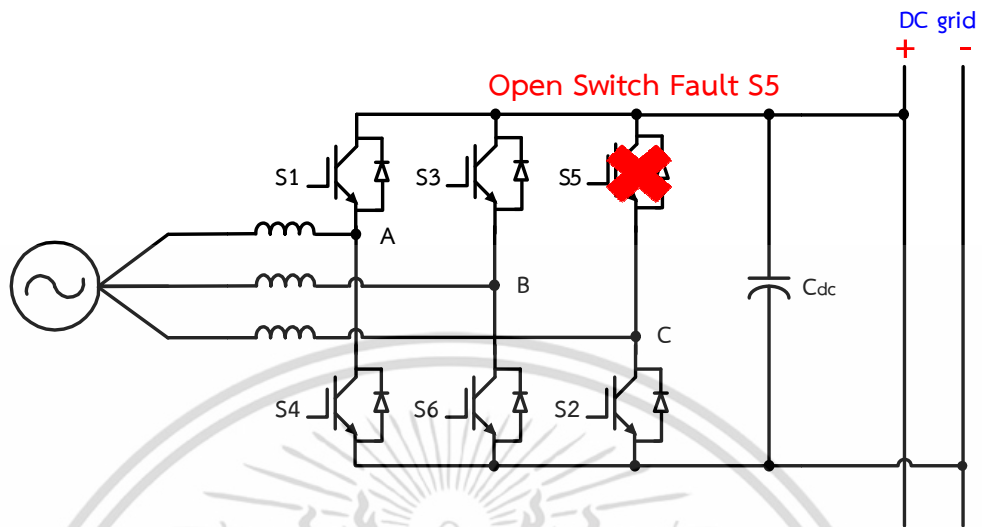 DC grid
+ -
Open Switch Fault S5
S1
S3
S5
A
B
Cdc
C
S4
S6
S2